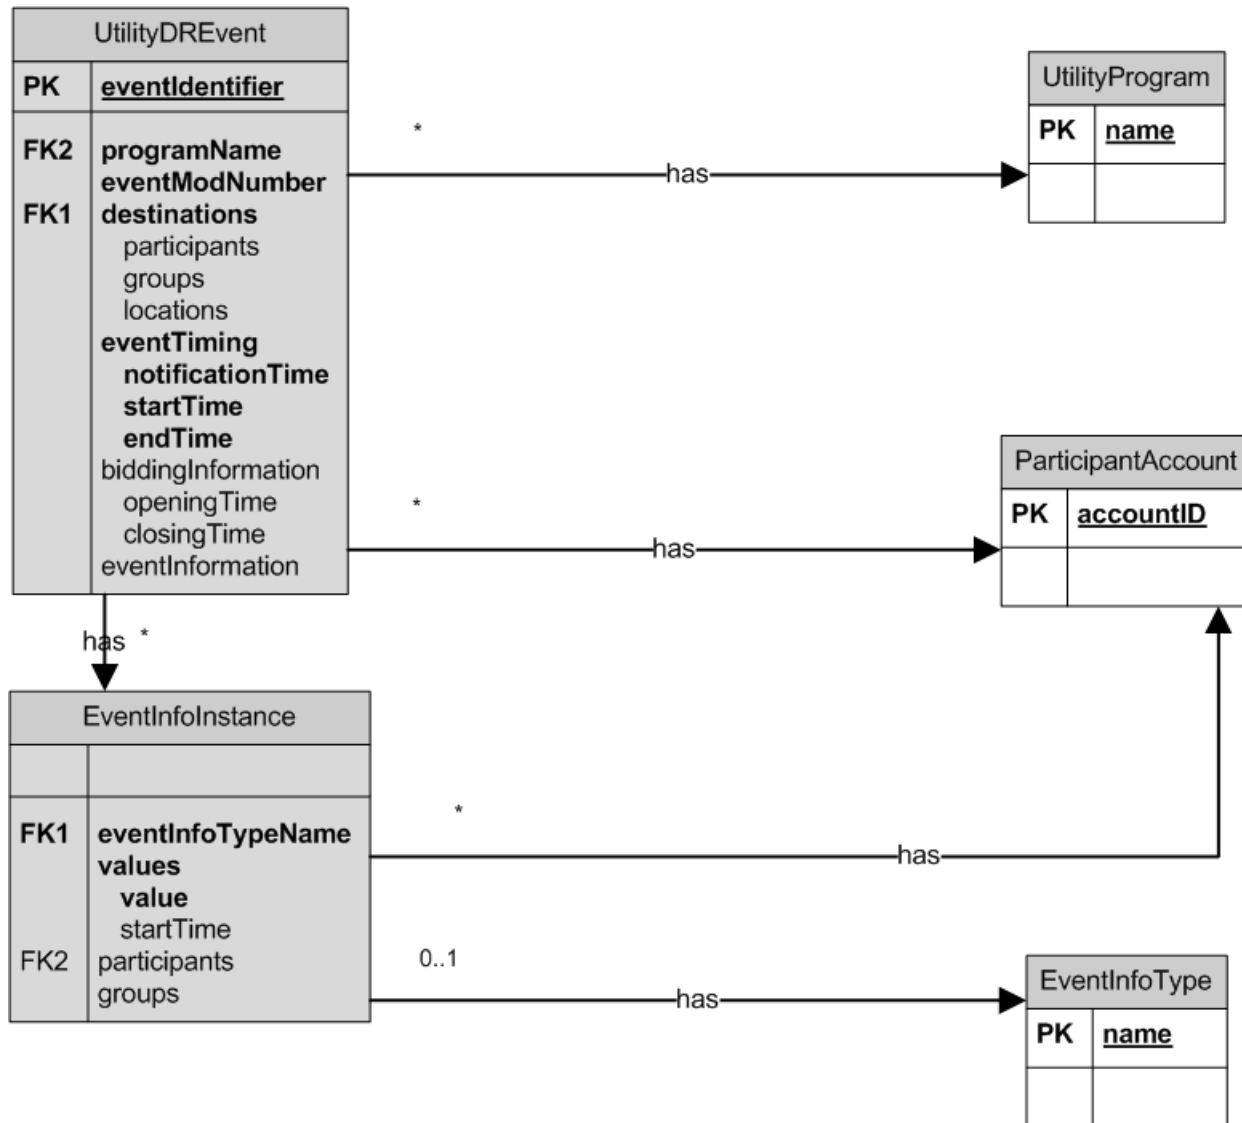 UtilityDREvent
PK eventIdentifier
FK2 programName
eventModNumber
FK1 destinations
participants
groups
locations
eventTiming
notificationTime
startTime
endTime
biddingInformation
openingTime
closingTime
eventInformation
*
has
UtilityProgram
PK name
*
has
ParticipantAccount
PK accountID
has *
EventInfoInstance
FK1 eventInfoTypeName
values
value
startTime
FK2 participants
groups
*
has
0..1
has
EventInfoType
PK name